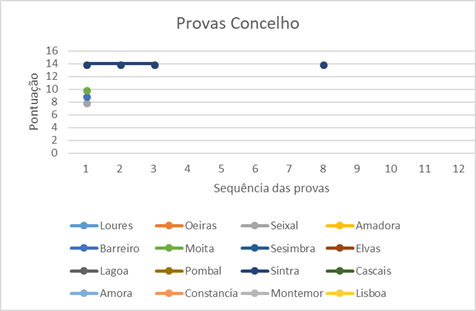 Provas Concelho
16
14
12
10
8
6
4
2
0
Pontuação
1 2 3 4 5 6 7 8 9 10 11 12
Sequência das provas
Loures Oeiras Seixal Amadora
Barreiro Moita Sesimbra Elvas
Lagoa Pombal Sintra Cascais
Amora Constancia Montemor Lisboa